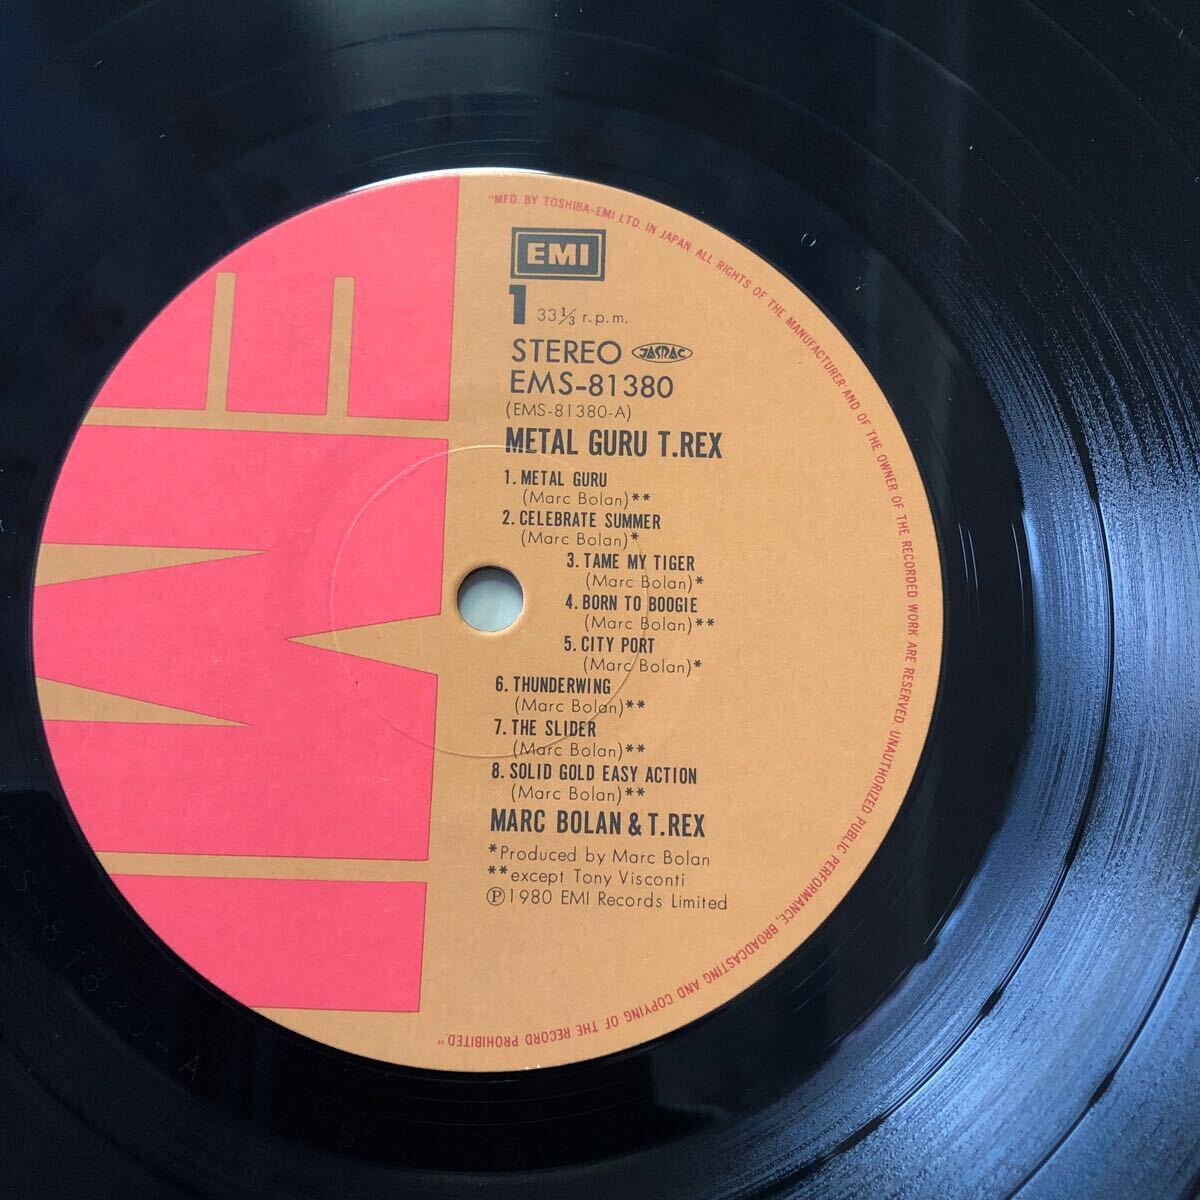 "MFD. BY TOSHIBA-EMI LTD. IN JAPAN ALL RIGHTS OF THE MANUFACTURER AND OF THE OWNER OF THE RECORDED WORK ARE RESERVED. UNAUTHORIZED PUBLIC PERFORMANCE, BROADCASTING AND COPYING OF THE RECORD PROHIBITED."
EMI
1 33⅓ r.p.m.
STEREO JASRAC
EMS-81380
(EMS-81380-A)
METAL GURU T.REX
1. METAL GURU
(Marc Bolan)**
2. CELEBRATE SUMMER
(Marc Bolan)*
3. TAME MY TIGER
(Marc Bolan)*
4. BORN TO BOOGIE
(Marc Bolan)**
5. CITY PORT
(Marc Bolan)*
6. THUNDERWING
(Marc Bolan)**
7. THE SLIDER
(Marc Bolan)**
8. SOLID GOLD EASY ACTION
(Marc Bolan)**
MARC BOLAN & T.REX
*Produced by Marc Bolan
**except Tony Visconti
Ⓟ1980 EMI Records Limited
EMI